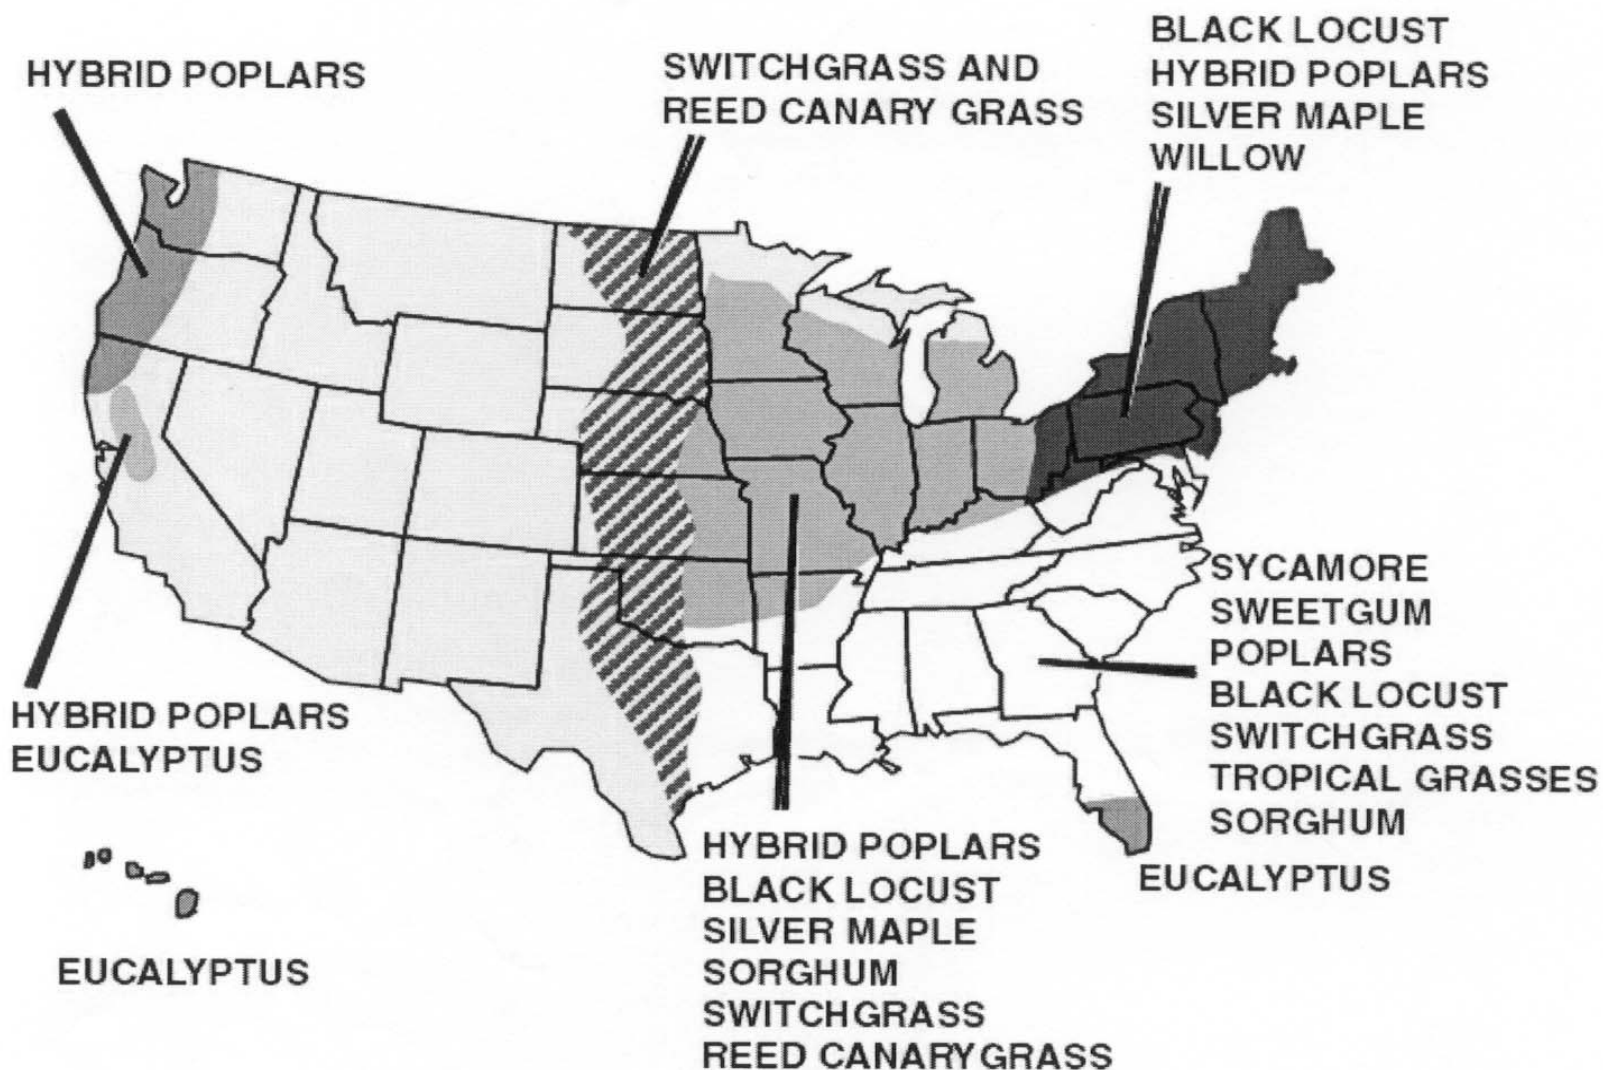 HYBRID POPLARS
SWITCHGRASS AND
REED CANARY GRASS
BLACK LOCUST
HYBRID POPLARS
SILVER MAPLE
WILLOW
SYCAMORE
SWEETGUM
POPLARS
BLACK LOCUST
SWITCHGRASS
TROPICAL GRASSES
SORGHUM
HYBRID POPLARS
EUCALYPTUS
EUCALYPTUS
HYBRID POPLARS
BLACK LOCUST
SILVER MAPLE
SORGHUM
SWITCHGRASS
REED CANARYGRASS
EUCALYPTUS